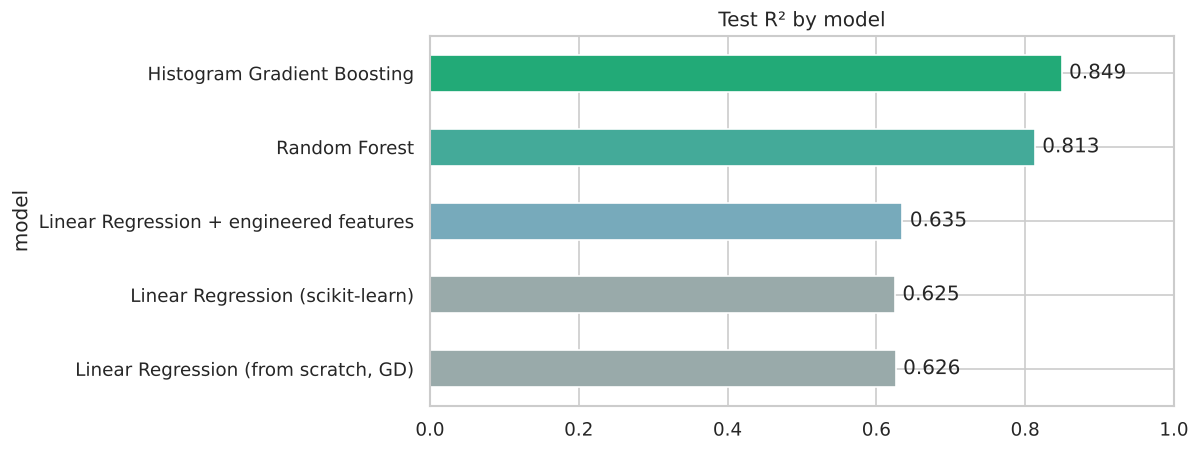 Test R² by model
Histogram Gradient Boosting
0.849
Random Forest
0.813
model
Linear Regression + engineered features
0.635
Linear Regression (scikit-learn)
0.625
Linear Regression (from scratch, GD)
0.626
0.0 0.2 0.4 0.6 0.8 1.0